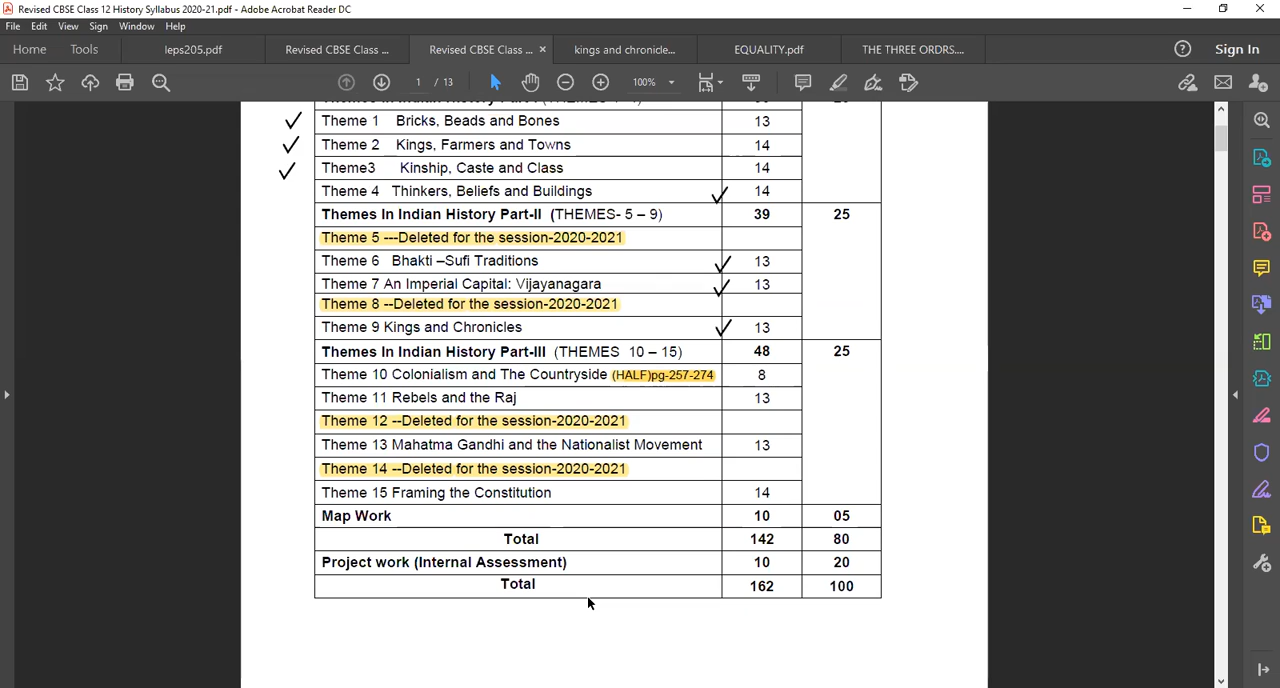 Revised CBSE Class 12 History Syllabus 2020-21.pdf - Adobe Acrobat Reader DC
File Edit View Sign Window Help
Home Tools leps205.pdf Revised CBSE Class ... Revised CBSE Class ... × kings and chronicle... EQUALITY.pdf THE THREE ORDRS.... Sign In
1 / 13 100%
Theme 1 Bricks, Beads and Bones 13
Theme 2 Kings, Farmers and Towns 14
Theme3 Kinship, Caste and Class 14
Theme 4 Thinkers, Beliefs and Buildings 14
Themes In Indian History Part-II (THEMES- 5 – 9) 39 25
Theme 5 ---Deleted for the session-2020-2021
Theme 6 Bhakti –Sufi Traditions 13
Theme 7 An Imperial Capital: Vijayanagara 13
Theme 8 --Deleted for the session-2020-2021
Theme 9 Kings and Chronicles 13
Themes In Indian History Part-III (THEMES 10 – 15) 48 25
Theme 10 Colonialism and The Countryside (HALF)pg-257-274 8
Theme 11 Rebels and the Raj 13
Theme 12 --Deleted for the session-2020-2021
Theme 13 Mahatma Gandhi and the Nationalist Movement 13
Theme 14 --Deleted for the session-2020-2021
Theme 15 Framing the Constitution 14
Map Work 10 05
Total 142 80
Project work (Internal Assessment) 10 20
Total 162 100